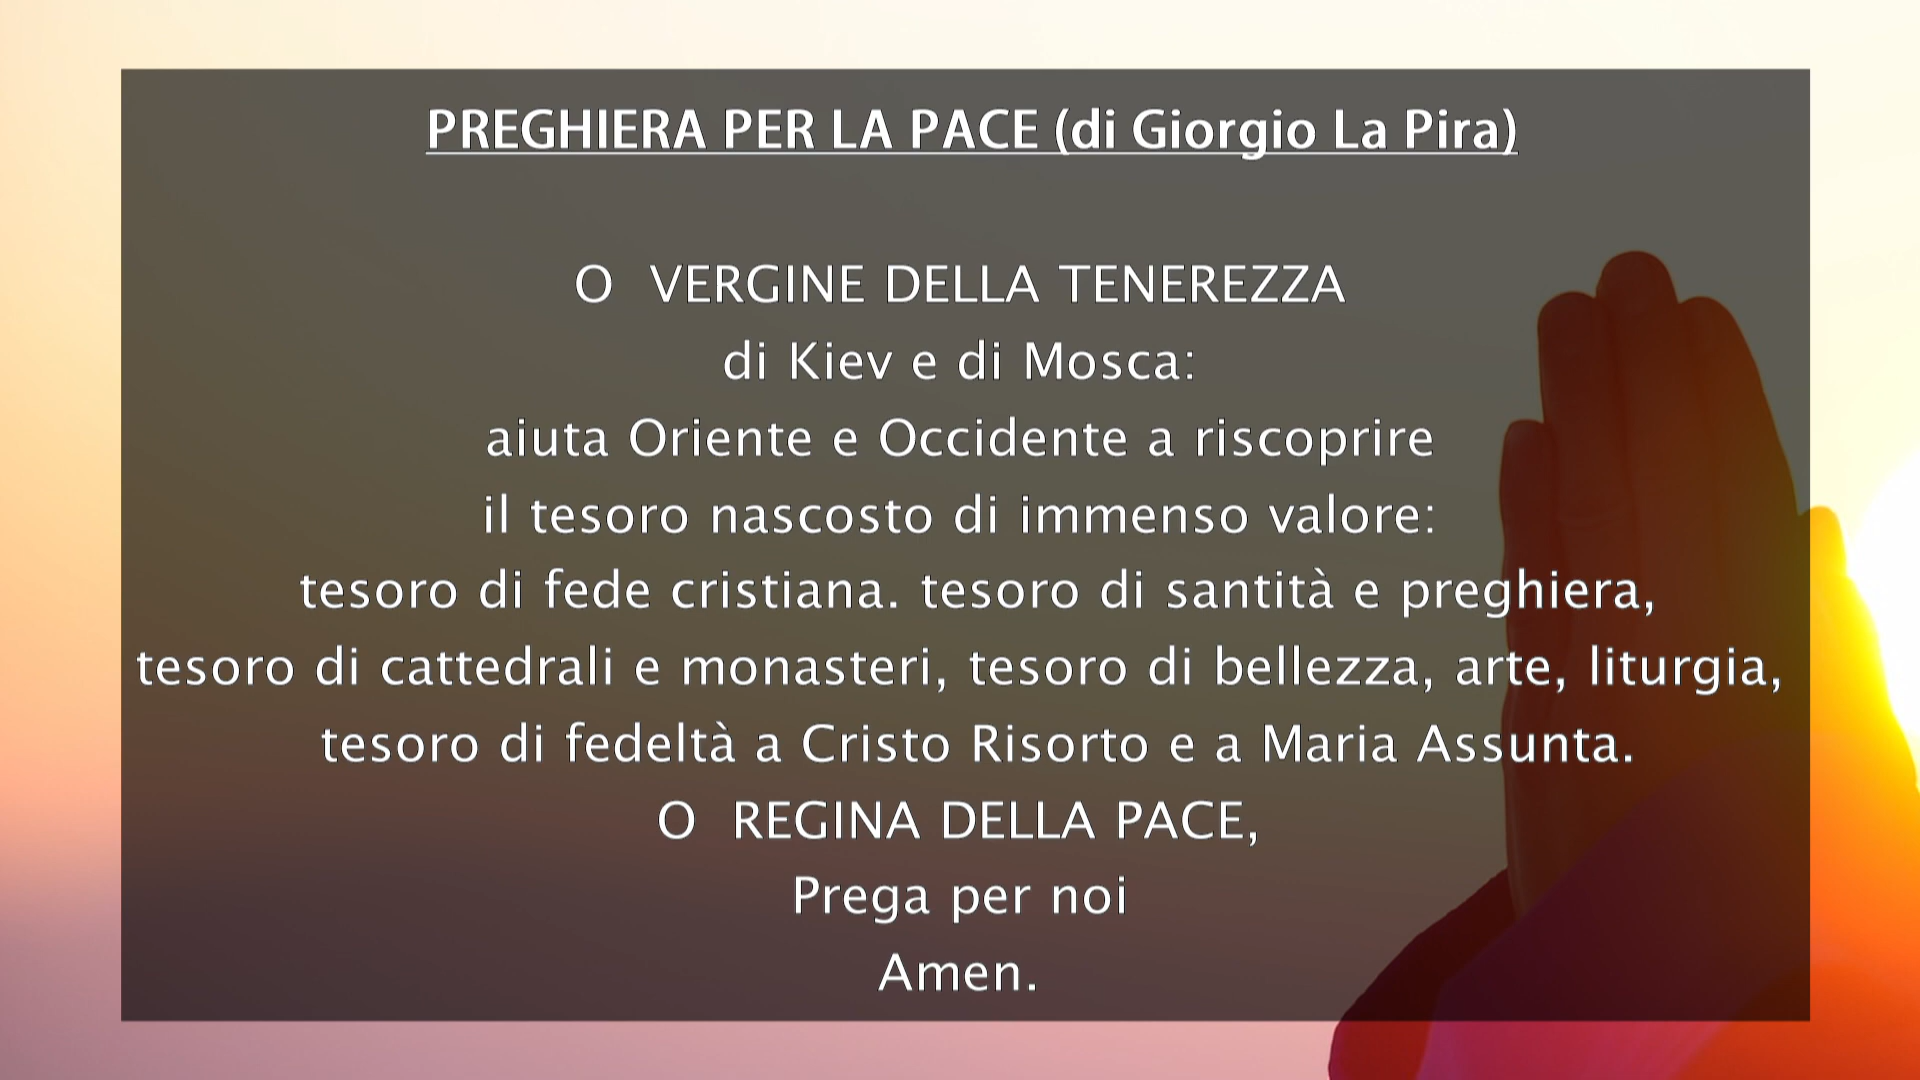 PREGHIERA PER LA PACE (di Giorgio La Pira)
O VERGINE DELLA TENEREZZA
di Kiev e di Mosca:
aiuta Oriente e Occidente a riscoprire
il tesoro nascosto di immenso valore:
tesoro di fede cristiana. tesoro di santità e preghiera,
tesoro di cattedrali e monasteri, tesoro di bellezza, arte, liturgia,
tesoro di fedeltà a Cristo Risorto e a Maria Assunta.
O REGINA DELLA PACE,
Prega per noi
Amen.